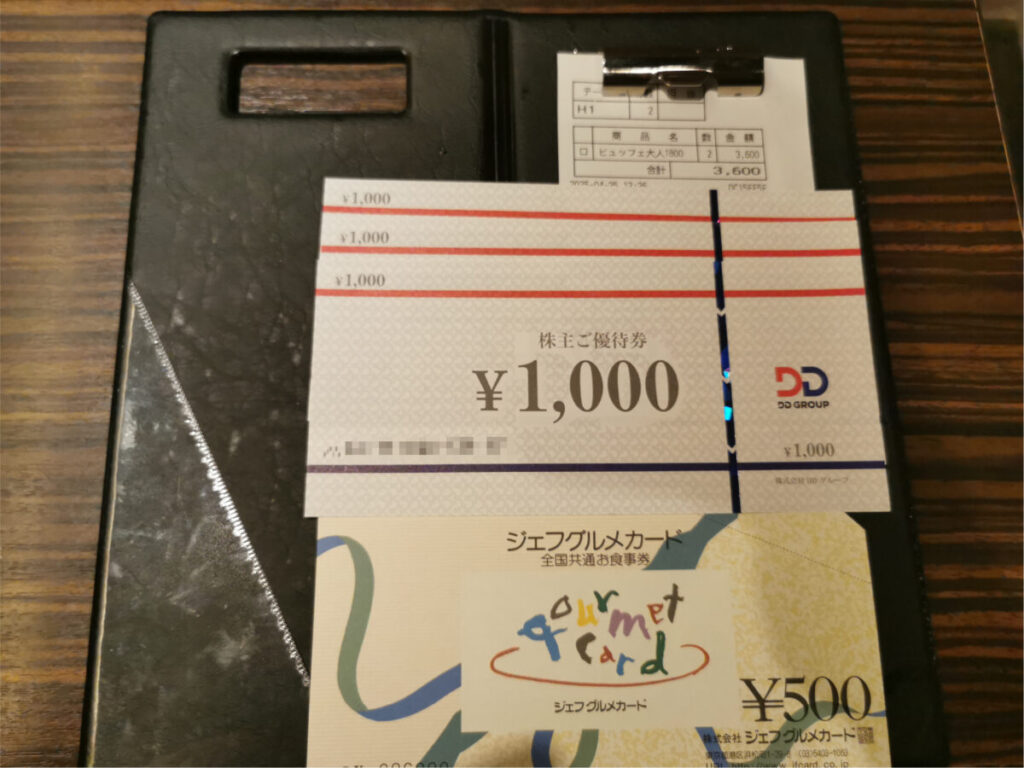 H1 2
商品名 数 金額
ロ ビュッフェ大人1800 2 3,600
合計 3,600
¥1,000
¥1,000
¥1,000
株主ご優待券
¥1,000
DD GROUP
¥1,000
株式会社DDグループ
ジェフグルメカード
全国共通お食事券
gourmet
card
ジェフグルメカード
¥500
株式会社 ジェフグルメカード